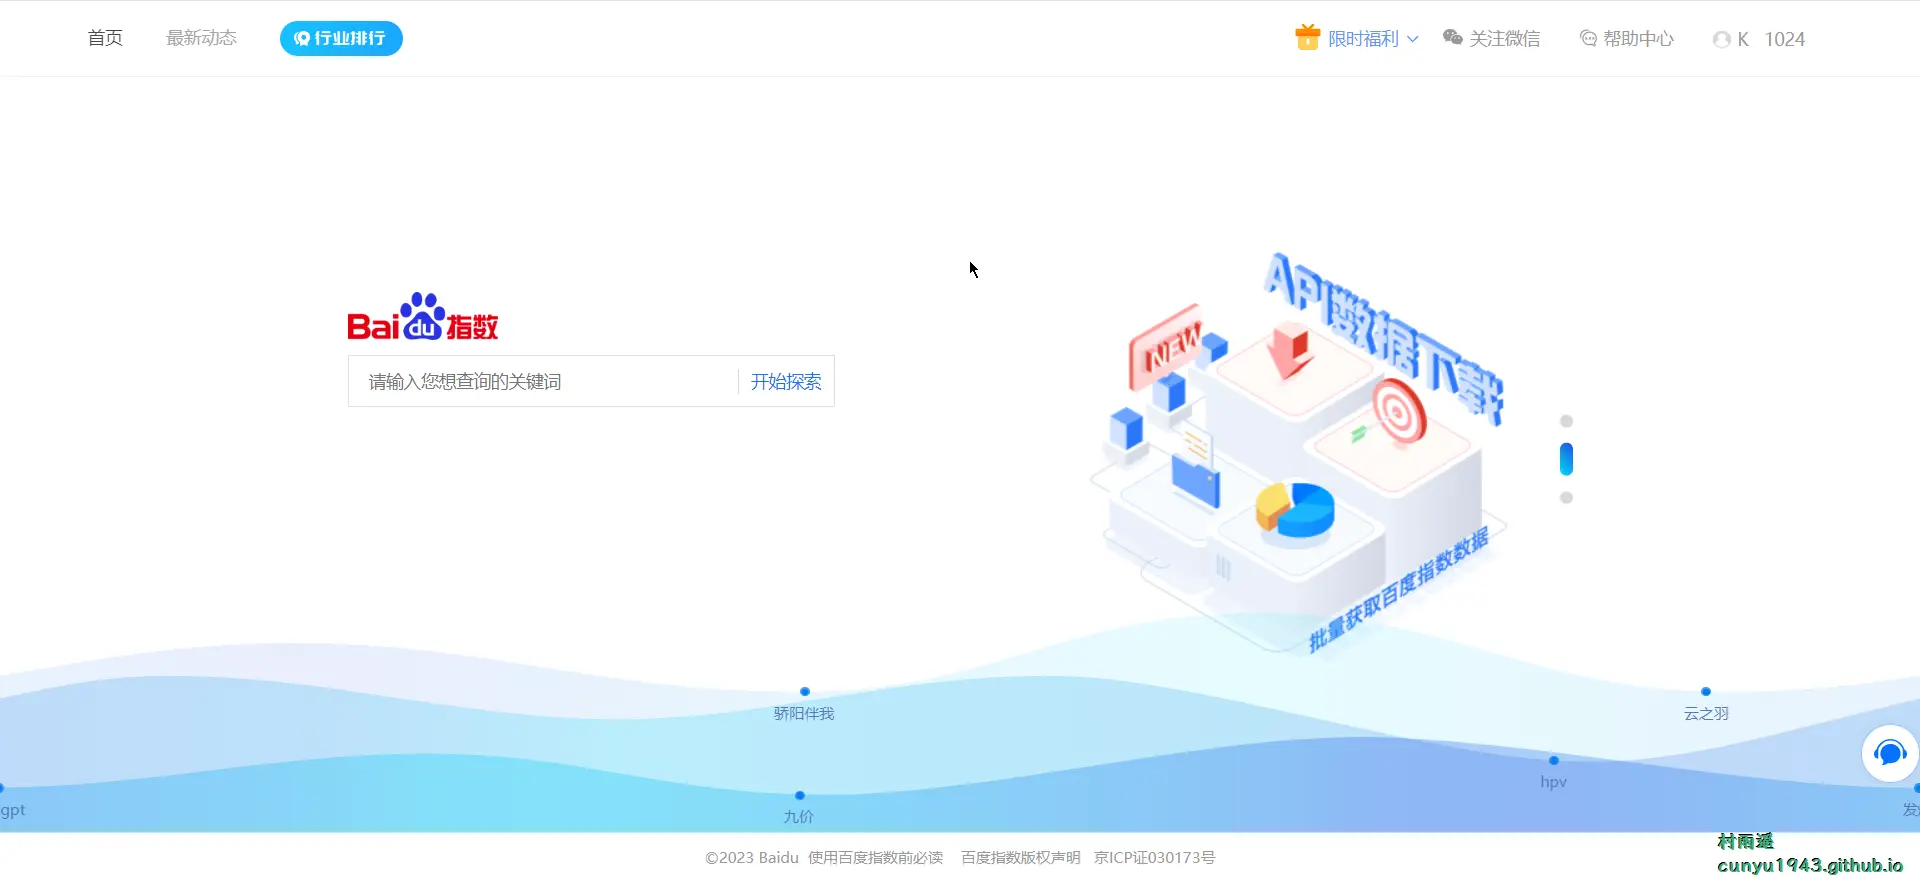 首页 最新动态 行业排行 限时福利 关注微信 帮助中心 K 1024
API数据下载
NEW
Baidu指数
请输入您想查询的关键词 开始探索
批量获取百度指数数据
骄阳伴我 云之羽
hpv
gpt 九价
©2023 Baidu 使用百度指数前必读 百度指数版权声明 京ICP证030173号
村雨遥
cunyu1943.github.io